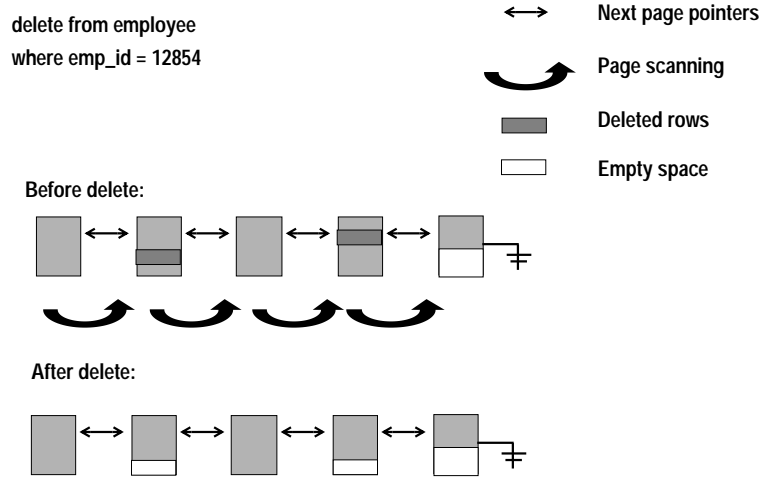 delete from employee
where emp_id = 12854
Next page pointers
Page scanning
Deleted rows
Empty space
Before delete:
After delete: